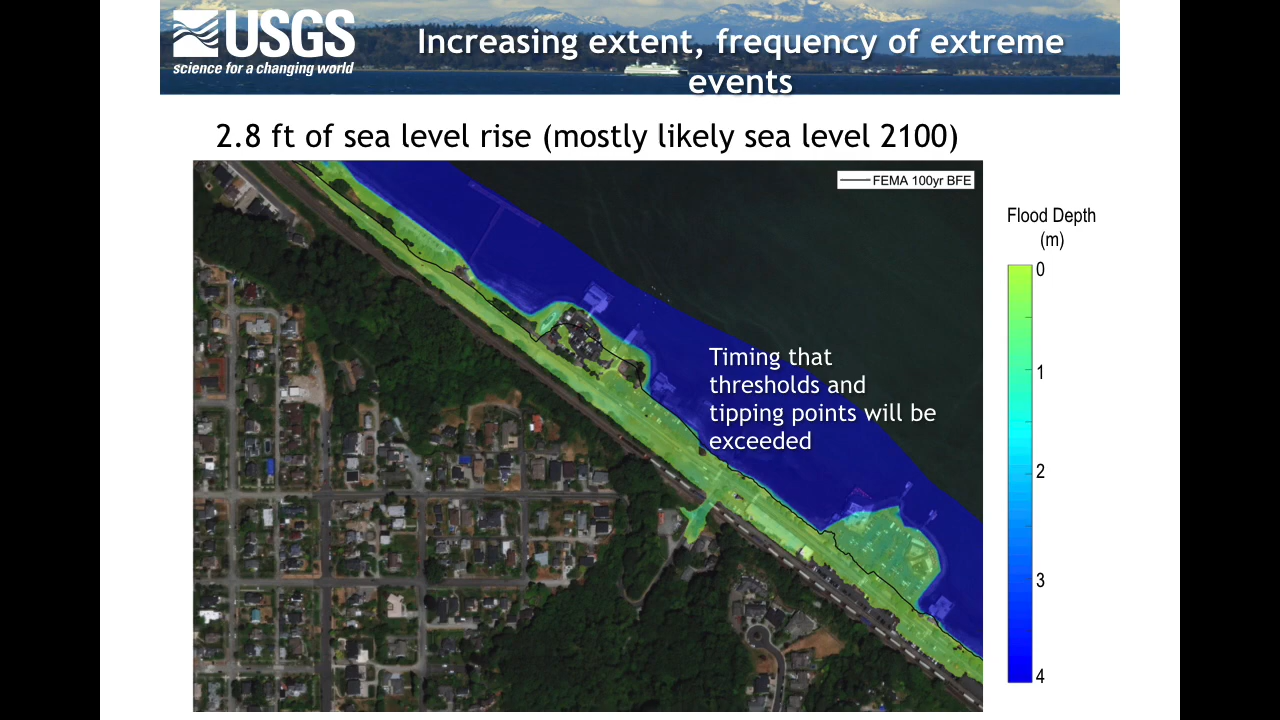 USGS
science for a changing world
Increasing extent, frequency of extreme
events
2.8 ft of sea level rise (mostly likely sea level 2100)
FEMA 100yr BFE
Flood Depth
(m)
0
1
2
3
4
Timing that
thresholds and
tipping points will be
exceeded